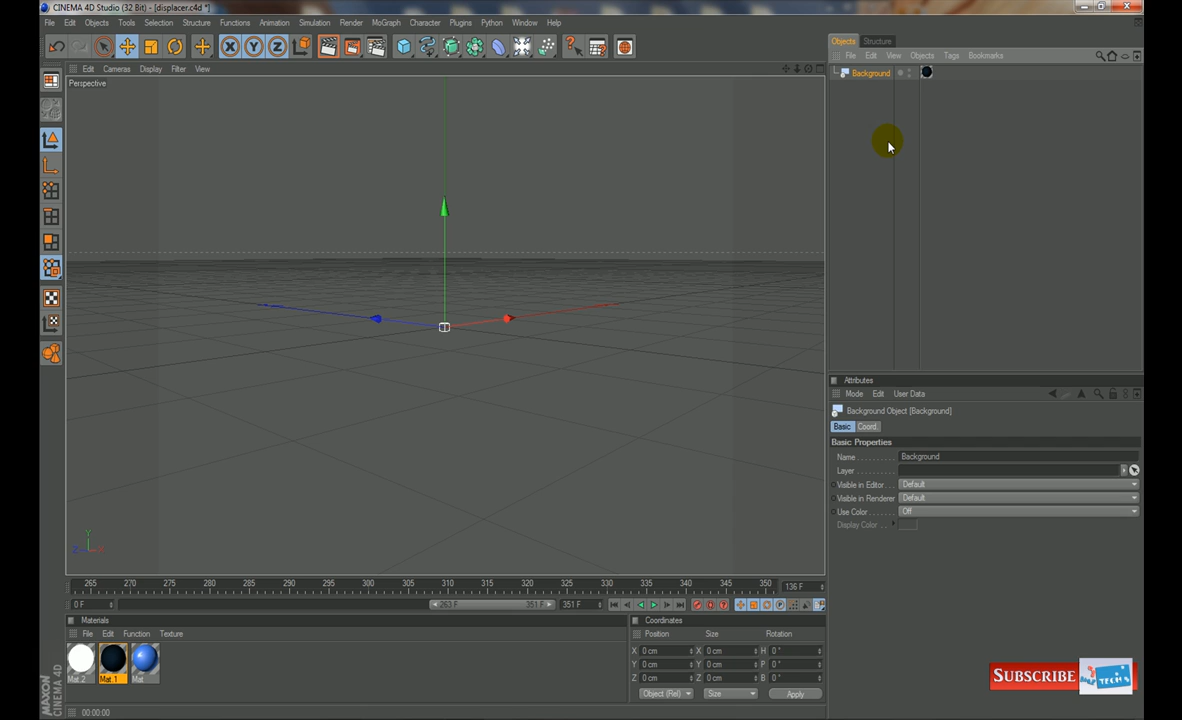 CINEMA 4D Studio (32 Bit) - [displacer.c4d *]
File Edit Objects Tools Selection Structure Functions Animation Simulation Render MoGraph Character Plugins Python Window Help
Edit Cameras Display Filter View
Perspective
Y
Z X
Objects Structure
File Edit View Objects Tags Bookmarks
Background
Attributes
Mode Edit User Data
Background Object [Background]
Basic Coord.
Basic Properties
Name Background
Layer
Visible in Editor Default
Visible in Renderer Default
Use Color Off
Display Color
265 270 275 280 285 290 295 300 305 310 315 320 325 330 335 340 345 350 136 F
0 F 263 F 351 F 351 F
Materials
File Edit Function Texture
Mat.2 Mat.1 Mat
Coordinates
Position Size Rotation
X 0 cm X 0 cm H 0 °
Y 0 cm Y 0 cm P 0 °
Z 0 cm Z 0 cm B 0 °
Object (Rel) Size Apply
MAXON
CINEMA 4D
00:00:00
SUBSCRIBE